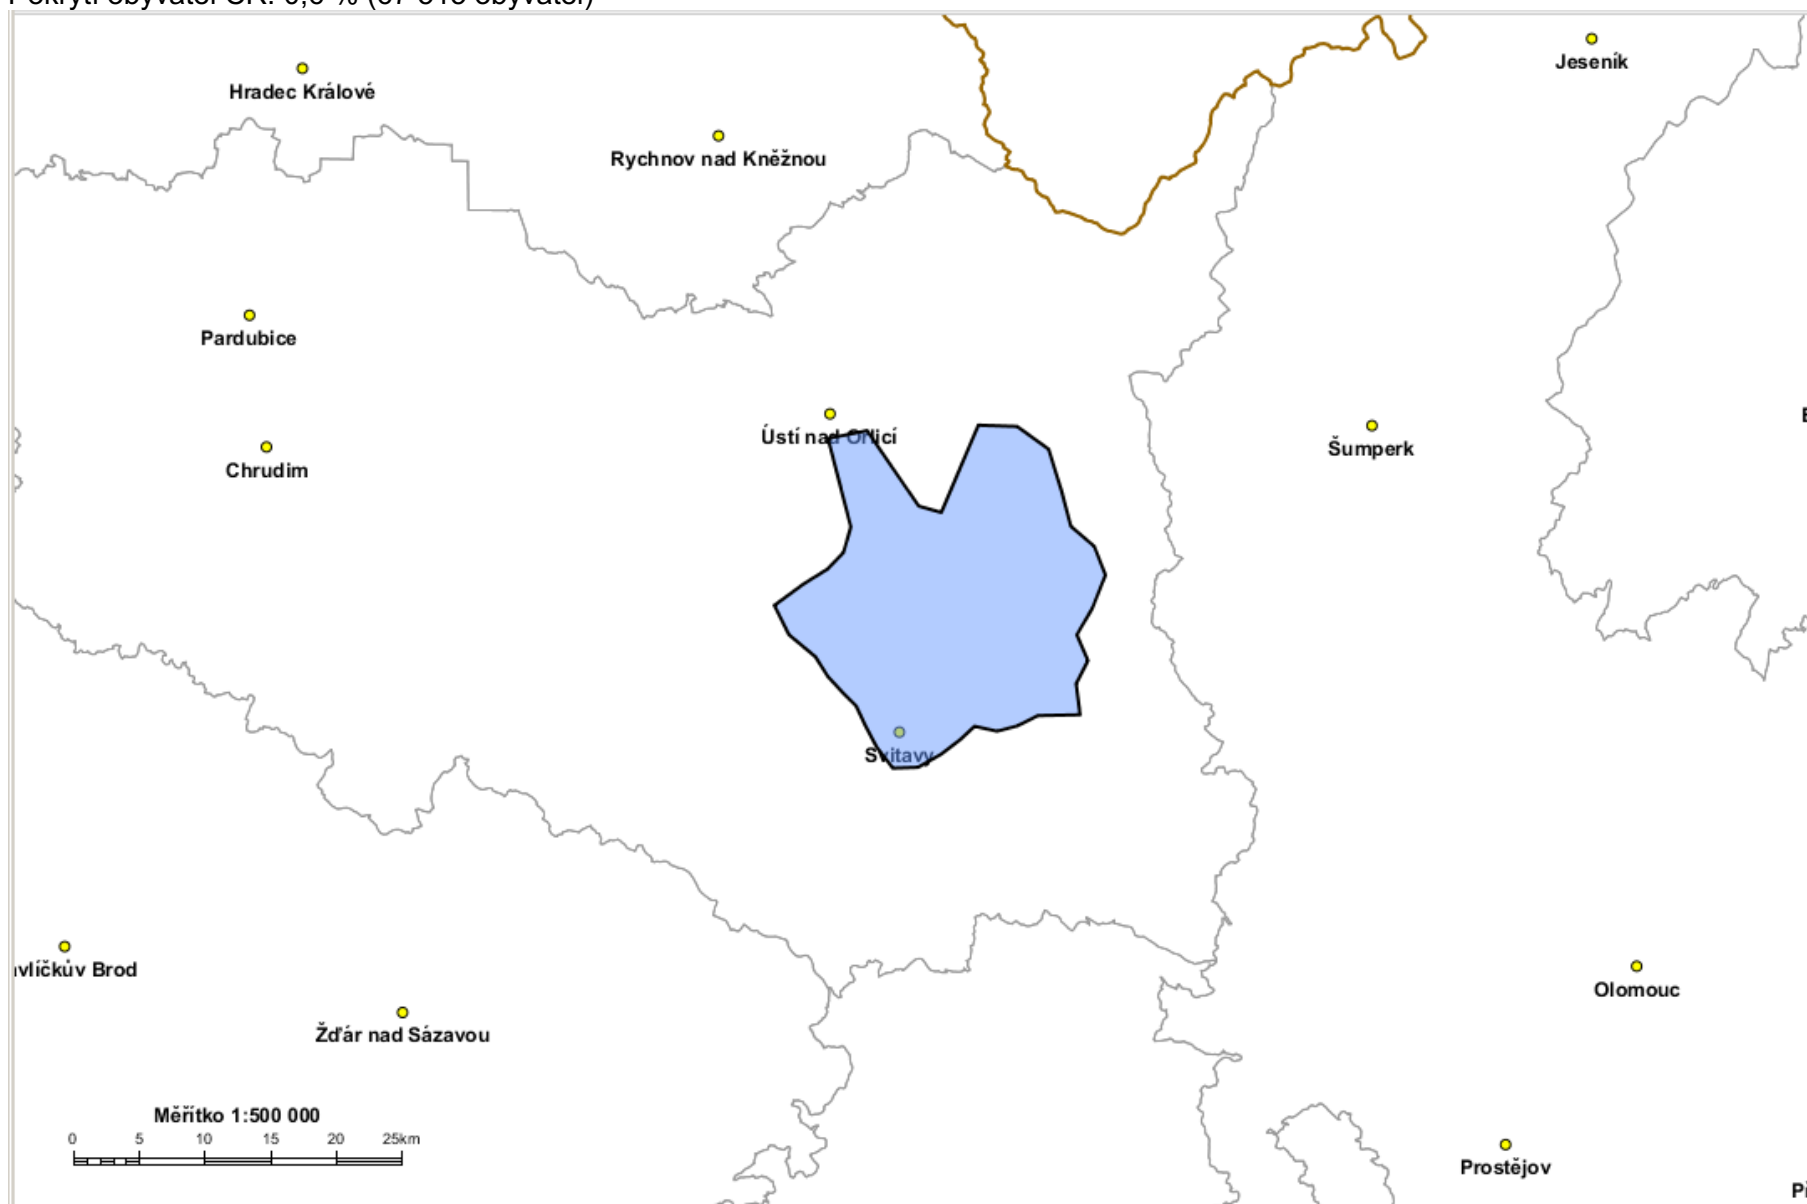 Jeseník
Hradec Králové
Rychnov nad Kněžnou
Pardubice
Ústí nad Orlicí
Chrudim
Šumperk
Svitavy
avlíčkův Brod
Olomouc
Žďár nad Sázavou
Měřítko 1:500 000
0 5 10 15 20 25km
Prostějov